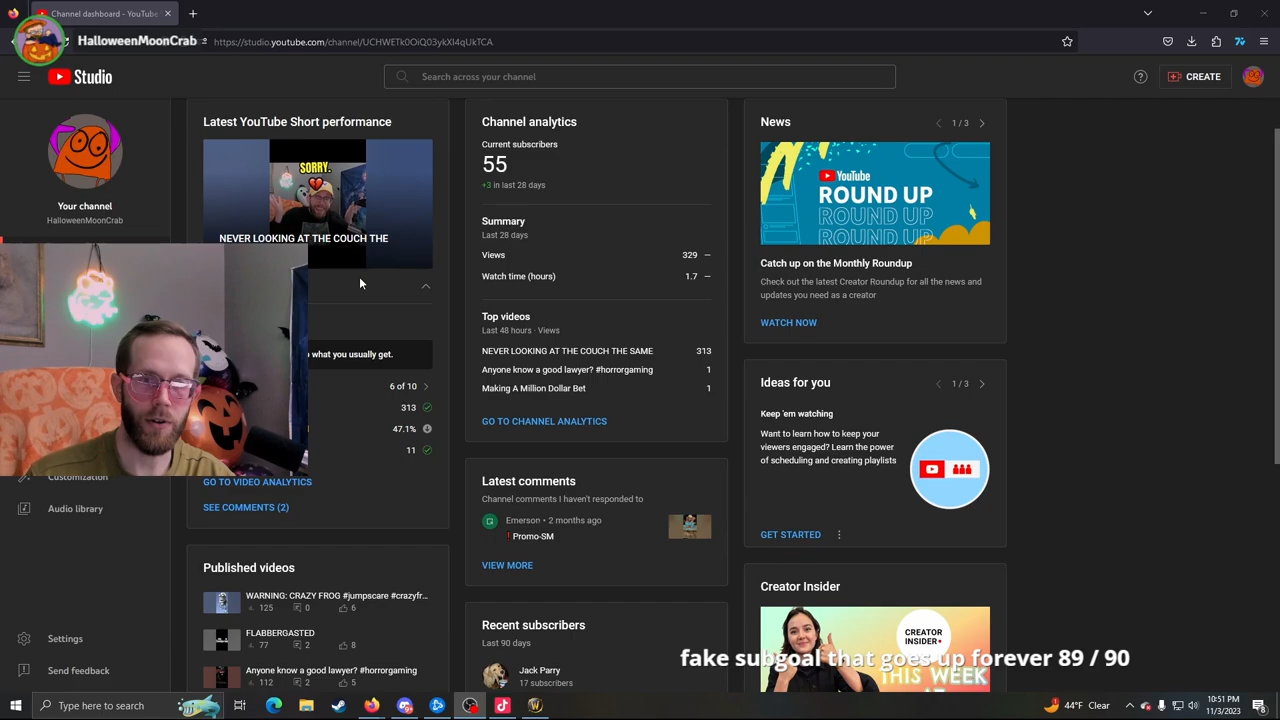 Channel dashboard - YouTube
HalloweenMoonCrab
https://studio.youtube.com/channel/UCHWETk0OiQ03ykXI4qUkTCA
Studio
Search across your channel
CREATE
Your channel
HalloweenMoonCrab
Customization
Audio library
Settings
Send feedback
Latest YouTube Short performance
SORRY.
NEVER LOOKING AT THE COUCH THE
what you usually get.
6 of 10
313
47.1%
11
GO TO VIDEO ANALYTICS
SEE COMMENTS (2)
Published videos
WARNING: CRAZY FROG #jumpscare #crazyfr...
125 0 6
FLABBERGASTED
77 2 8
Anyone know a good lawyer? #horrorgaming
112 2 5
Channel analytics
Current subscribers
55
+3 in last 28 days
Summary
Last 28 days
Views 329 —
Watch time (hours) 1.7 —
Top videos
Last 48 hours · Views
NEVER LOOKING AT THE COUCH THE SAME 313
Anyone know a good lawyer? #horrorgaming 1
Making A Million Dollar Bet 1
GO TO CHANNEL ANALYTICS
Latest comments
Channel comments I haven't responded to
Emerson • 2 months ago
Promo-SM
VIEW MORE
Recent subscribers
Last 90 days
Jack Parry
17 subscribers
News
1 / 3
YouTube
ROUND UP
ROUND UP
ROUND UP
Catch up on the Monthly Roundup
Check out the latest Creator Roundup for all the news and
updates you need as a creator
WATCH NOW
Ideas for you
1 / 3
Keep 'em watching
Want to learn how to keep your
viewers engaged? Learn the power
of scheduling and creating playlists
GET STARTED
Creator Insider
CREATOR
INSIDER
THIS WEEK
AT
fake subgoal that goes up forever 89 / 90
Type here to search
44°F Clear
10:51 PM
11/3/2023